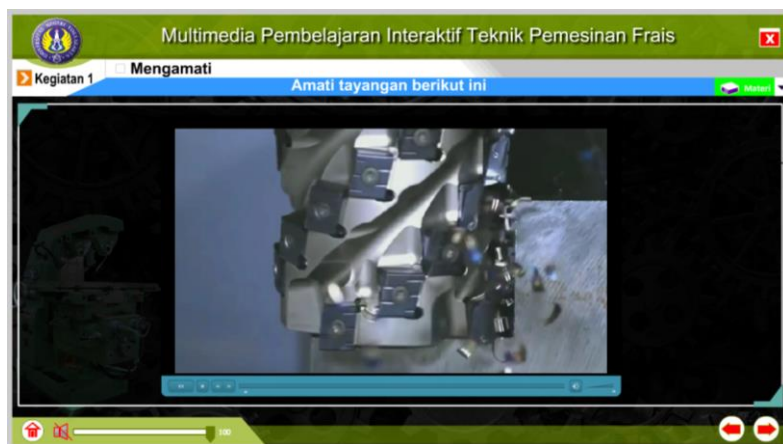 Multimedia Pembelajaran Interaktif Teknik Pemesinan Frais
X
Kegiatan 1
Mengamati
Amati tayangan berikut ini
Materi
100